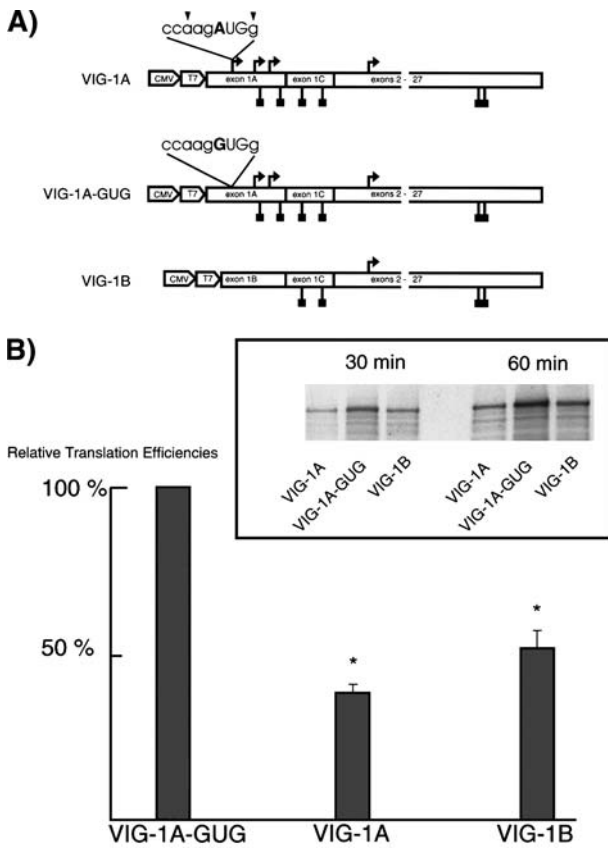 A)
ccaagAUGg
VIG-1A
CMV T7 exon 1A exon 1C exons 2 - 27
ccaagGUGg
VIG-1A-GUG
CMV T7 exon 1A exon 1C exons 2 - 27
VIG-1B
CMV T7 exon 1B exon 1C exons 2 - 27
B)
30 min 60 min
VIG-1A VIG-1A-GUG VIG-1B VIG-1A VIG-1A-GUG VIG-1B
Relative Translation Efficiencies
100 %
50 %
* *
VIG-1A-GUG VIG-1A VIG-1B